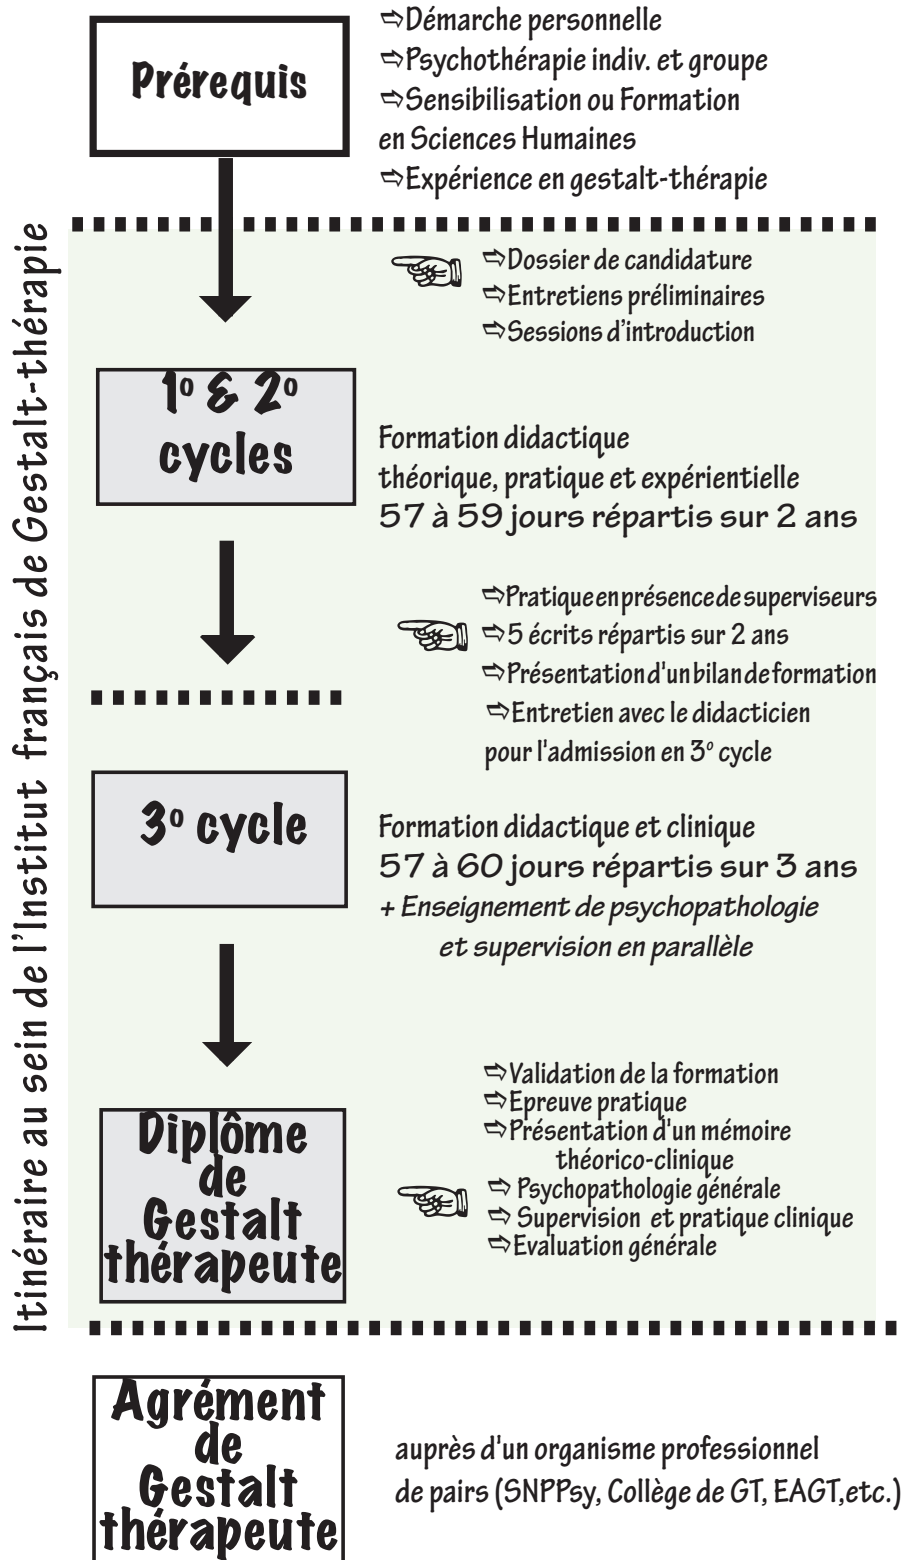 Itinéraire au sein de l'Institut français de Gestalt-thérapie
Prérequis
⇨Démarche personnelle
⇨Psychothérapie indiv. et groupe
⇨Sensibilisation ou Formation
en Sciences Humaines
⇨Expérience en gestalt-thérapie
⇨Dossier de candidature
⇨Entretiens préliminaires
⇨Sessions d'introduction
1º & 2º
cycles
Formation didactique
théorique, pratique et expérientielle
57 à 59 jours répartis sur 2 ans
⇨Pratique en présence de superviseurs
⇨5 écrits répartis sur 2 ans
⇨Présentation d'un bilan de formation
⇨Entretien avec le didacticien
pour l'admission en 3º cycle
3º cycle
Formation didactique et clinique
57 à 60 jours répartis sur 3 ans
+ Enseignement de psychopathologie
et supervision en parallèle
Diplôme
de
Gestalt
thérapeute
⇨Validation de la formation
⇨Epreuve pratique
⇨Présentation d'un mémoire
théorico-clinique
⇨ Psychopathologie générale
⇨ Supervision et pratique clinique
⇨Evaluation générale
Agrément
de
Gestalt
thérapeute
auprès d'un organisme professionnel
de pairs (SNPPsy, Collège de GT, EAGT,etc.)